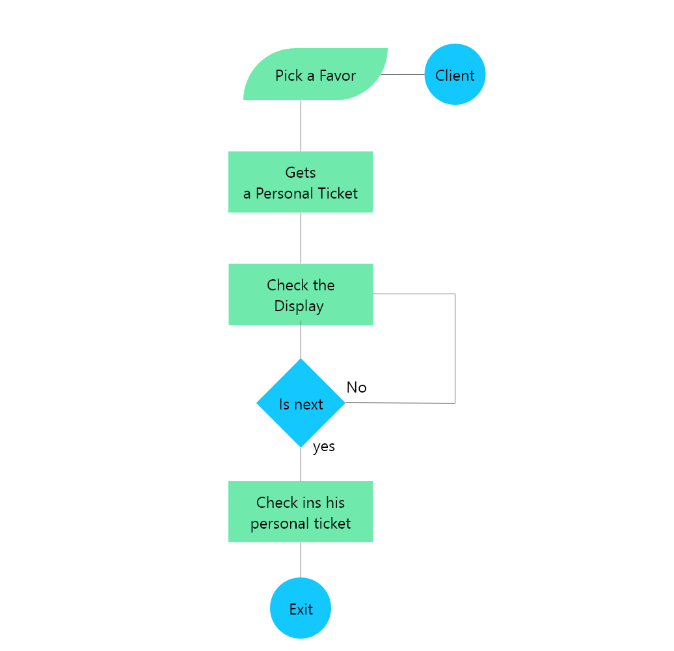 Pick a Favor
Client
Gets
a Personal Ticket
Check the
Display
No
Is next
yes
Check ins his
personal ticket
Exit